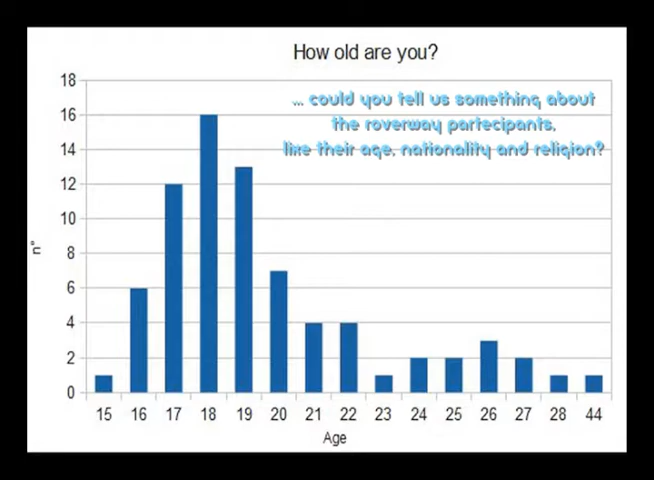 How old are you?
... could you tell us something about
the roverway partecipants,
like their age, nationality and religion?
18
16
14
12
10
8
6
4
2
0
n°
15 16 17 18 19 20 21 22 23 24 25 26 27 28 44
Age